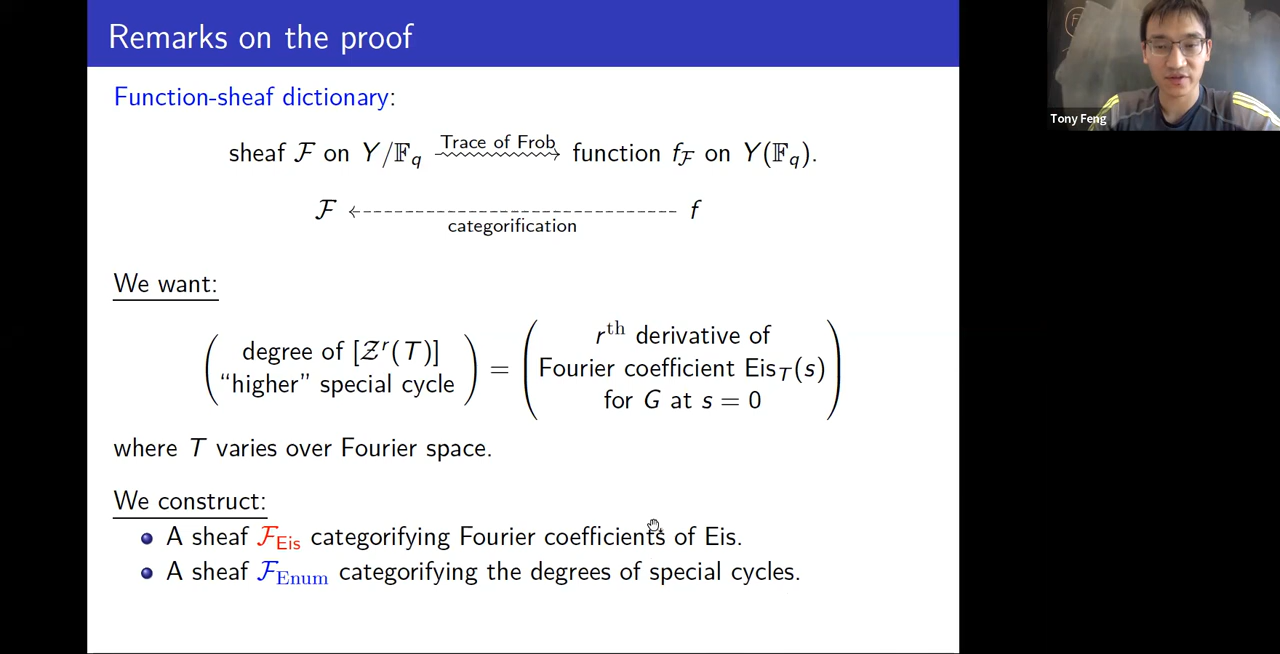 Remarks on the proof
Function-sheaf dictionary:
sheaf ℱ on Y/𝔽_q Trace of Frob function f_ℱ on Y(𝔽_q).
ℱ categorification f
We want:
( degree of [𝒵^r(T)] "higher" special cycle ) = ( r^th derivative of Fourier coefficient Eis_T(s) for G at s = 0 )
where T varies over Fourier space.
We construct:
A sheaf ℱ_Eis categorifying Fourier coefficients of Eis.
A sheaf ℱ_Enum categorifying the degrees of special cycles.
Tony Feng